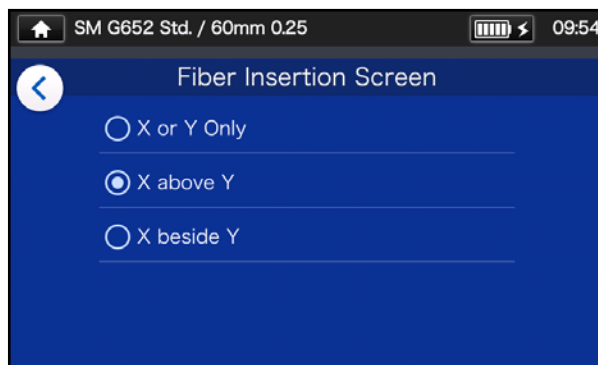 SM G652 Std. / 60mm 0.25 09:54
Fiber Insertion Screen
X or Y Only
X above Y
X beside Y